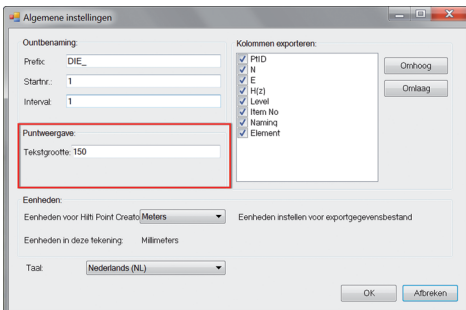 Algemene instellingen
Ountbenaming:
Prefix: DIE_
Startnr.: 1
Interval: 1
Puntweergave:
Tekstgrootte: 150
Kolommen exporteren:
PtID
N
E
H(z)
Level
Item No
Naming
Element
Omhoog
Omlaag
Eenheden:
Eenheden voor Hilti Point Creato Meters
Eenheden instellen voor exportgegevensbestand
Eenheden in deze tekening: Millimeters
Taal: Nederlands (NL)
OK
Afbreken